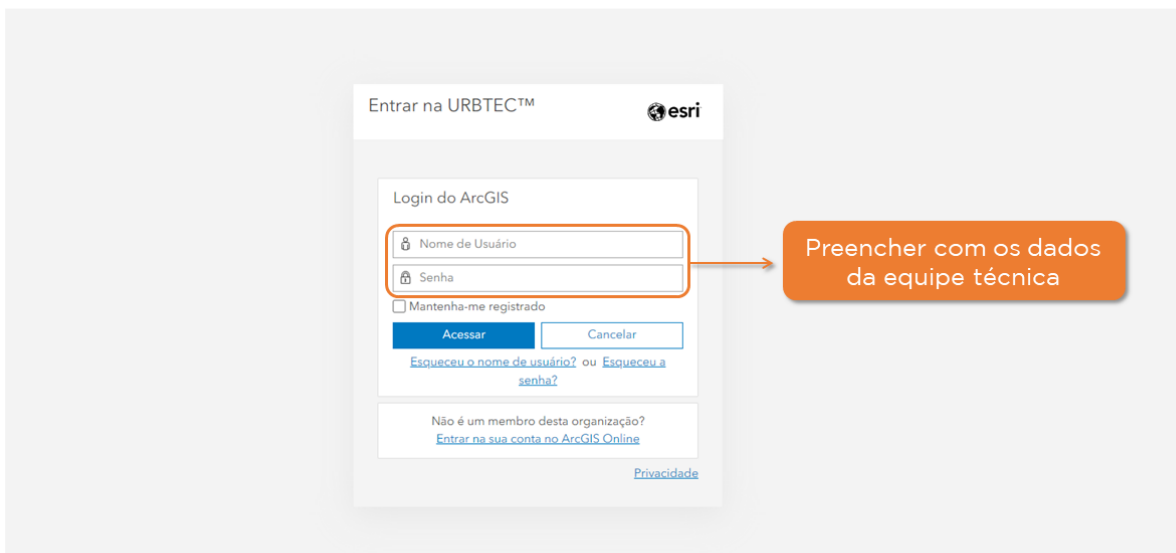 Entrar na URBTEC™
esri
Login do ArcGIS
Nome de Usuário
Senha
Mantenha-me registrado
Acessar
Cancelar
Esqueceu o nome de usuário? ou Esqueceu a
senha?
Não é um membro desta organização?
Entrar na sua conta no ArcGIS Online
Privacidade
Preencher com os dados
da equipe técnica